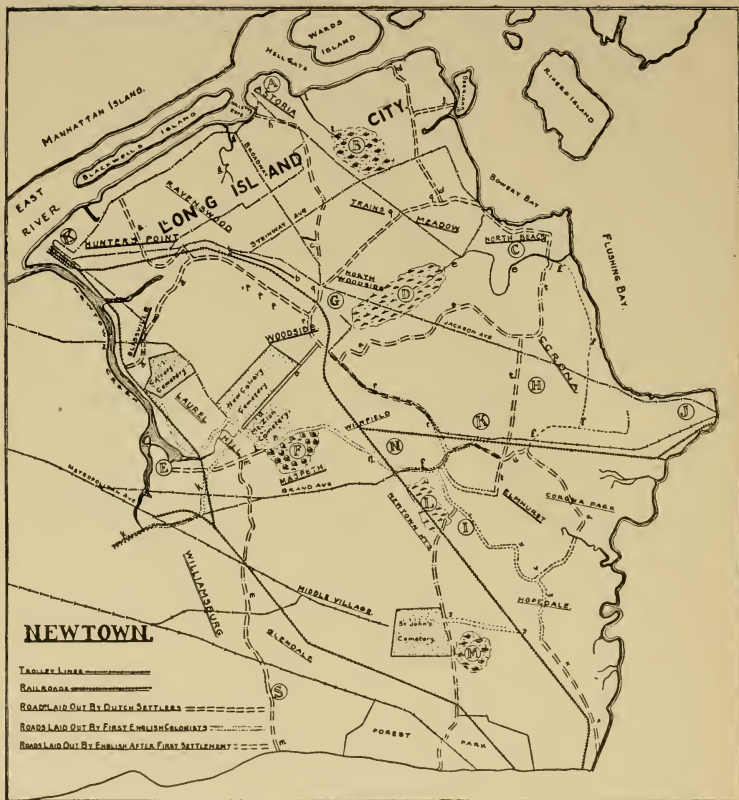 WARDS
ISLAND
HELL GATE
MANHATTAN ISLAND.
RIKERS ISLAND
A
ASTORIA
BLACKWELLS ISLAND
CITY
B
BROADWAY
EAST
RIVER
LONG ISLAND
RAVENSWOOD
BOWERY BAY
STEINWAY AVE
TRAINS
MEADOW
K
HUNTERS POINT
NORTH BEACH
C
FLUSHING BAY.
NORTH
WOODSIDE
D
G
WOODSIDE
JACKSON AVE
CORONA
BLISSVILLE
CREEK
Calvary
Cemetery
New Calvary
Cemetery
LAUREL
HILL
Mt. Zion
Cemetery.
H
J
WINFIELD
K
N
E
F
MASPETH
GRAND AVE
METROPOLITAN AVE
ELMHURST
CORONA PARK
L
NEWTOWN HTS
I
WILLIAMSBURG
MIDDLE VILLAGE
HOPEDALE
St John's
Cemetery.
M
GLENDALE
S
FOREST
PARK
NEWTOWN.
TROLLEY LINES
RAILROADS
ROADS LAID OUT BY DUTCH SETTLERS
ROADS LAID OUT BY FIRST ENGLISH COLONISTS
ROADS LAID OUT BY ENGLISH AFTER FIRST SETTLEMENT